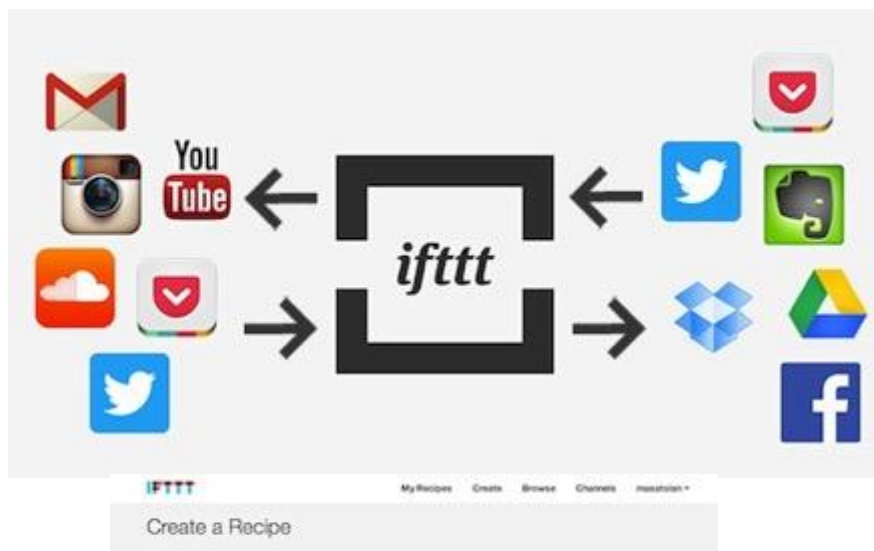 You
Tube
ifttt
f
IFTTT My Recipes Create Browse Channels
Create a Recipe